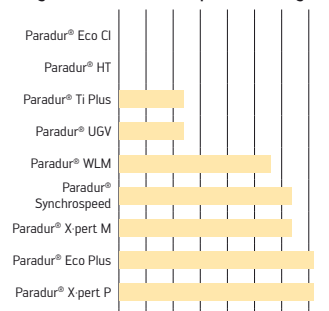 Paradur® Eco CI
Paradur® HT
Paradur® Ti Plus
Paradur® UGV
Paradur® WLM
Paradur®
Synchrospeed
Paradur® X·pert M
Paradur® Eco Plus
Paradur® X·pert P